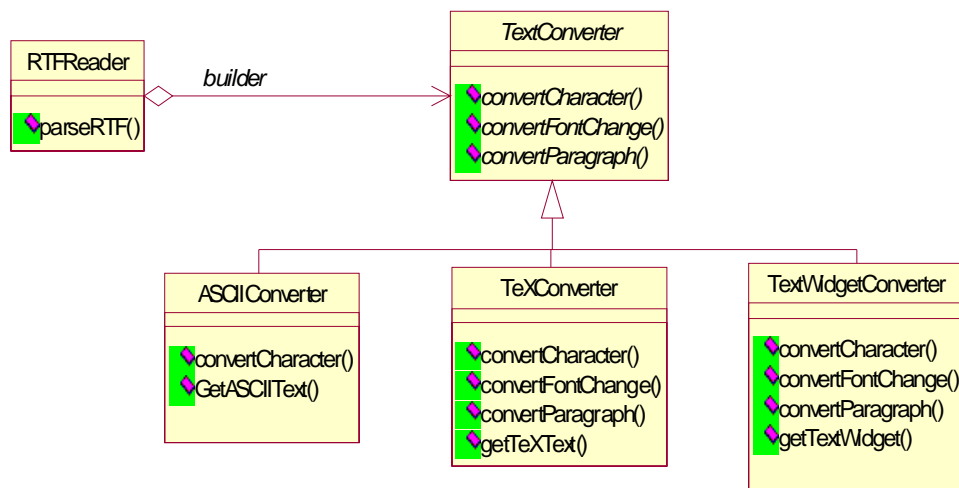 RTFReader
parseRTF()
builder
TextConverter
convertCharacter()
convertFontChange()
convertParagraph()
ASCIIConverter
convertCharacter()
GetASCIIText()
TeXConverter
convertCharacter()
convertFontChange()
convertParagraph()
getTeXText()
TextWidgetConverter
convertCharacter()
convertFontChange()
convertParagraph()
getTextWidget()